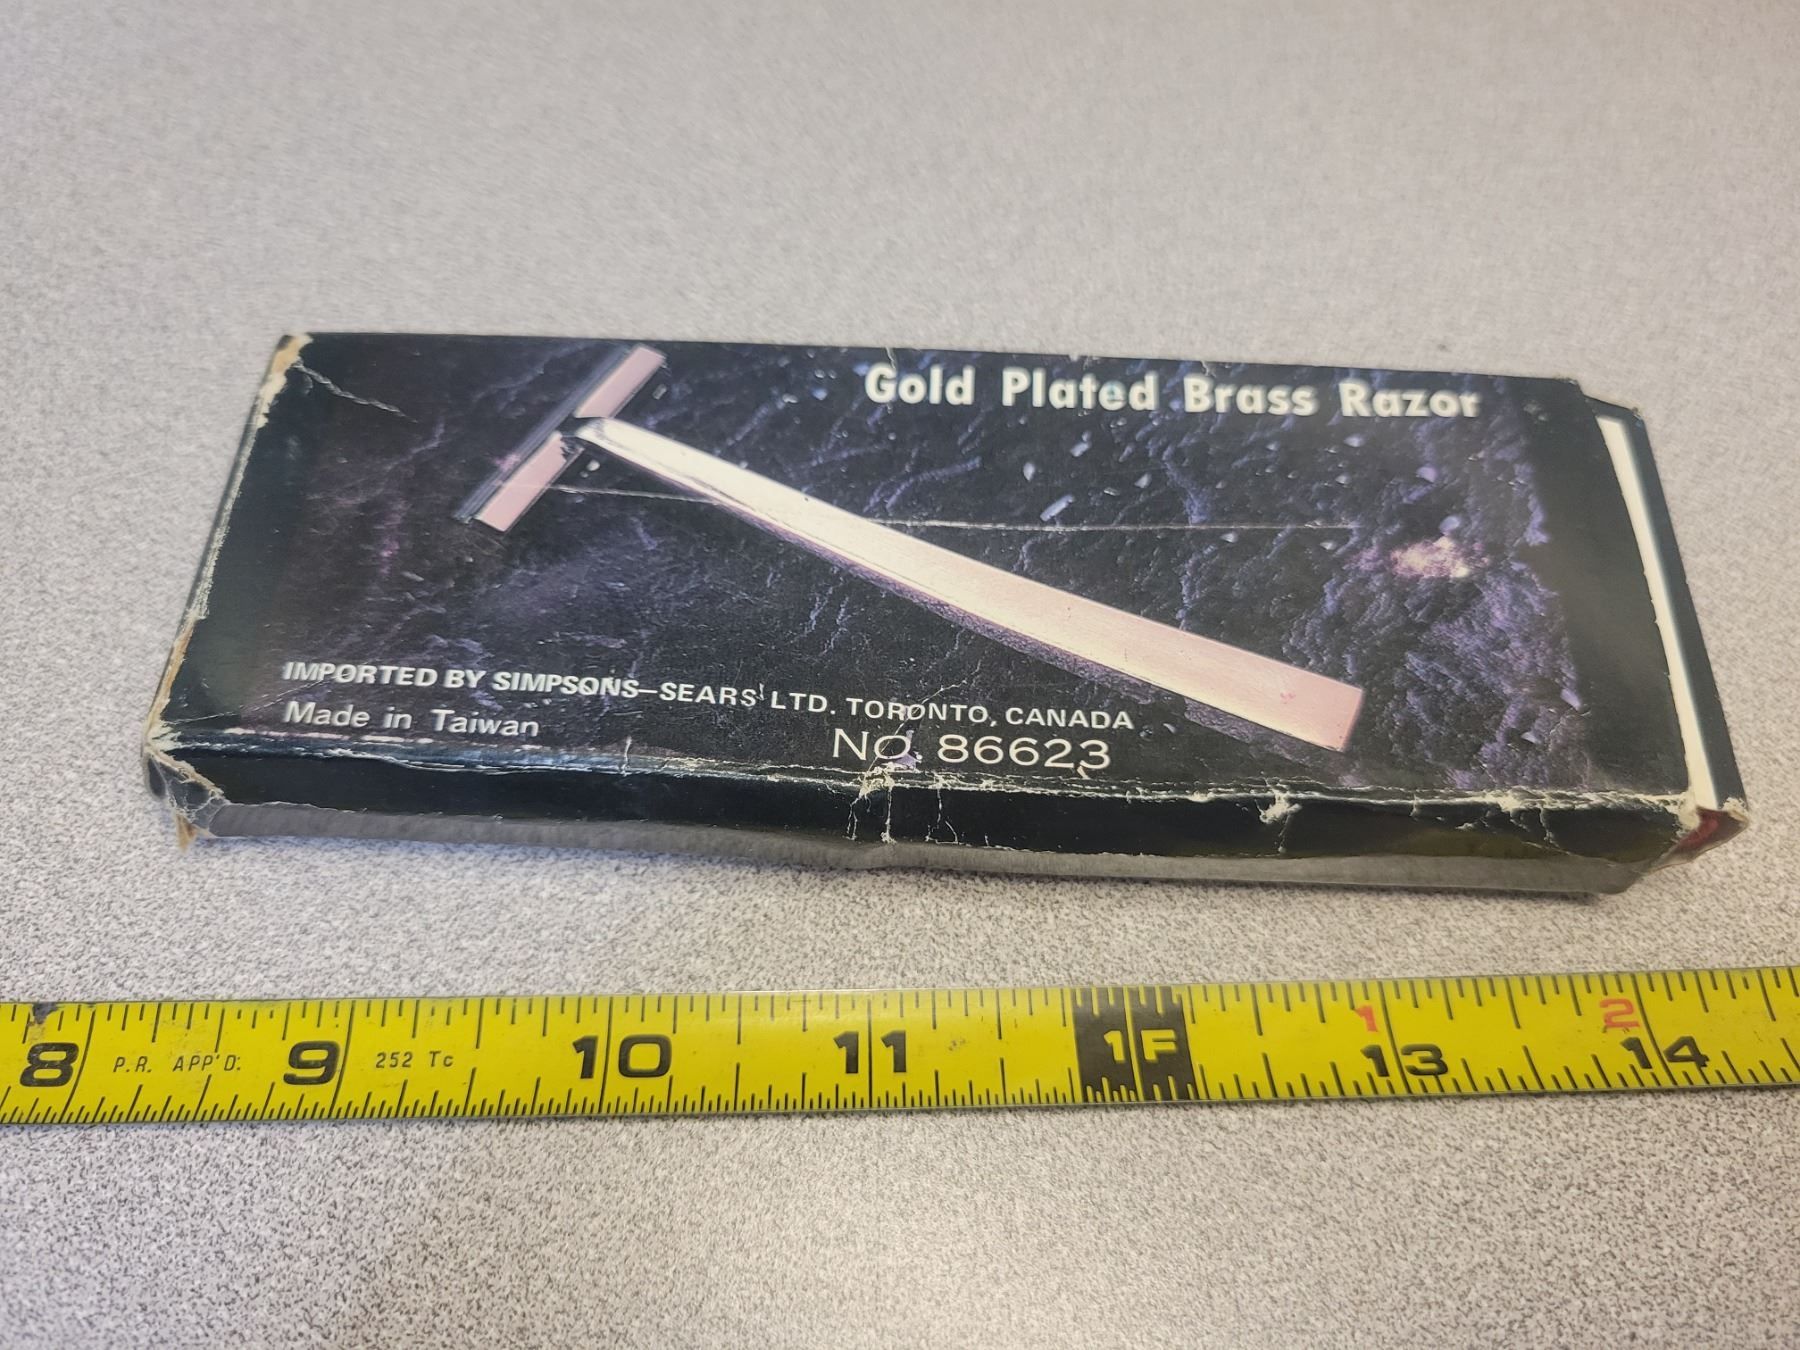 Gold Plated Brass Razor
IMPORTED BY SIMPSONS-SEARS LTD. TORONTO, CANADA
Made in Taiwan
NO 86623
8 P.R. APP'D. 9 252 Tc 10 11 1F 1 13 2 14